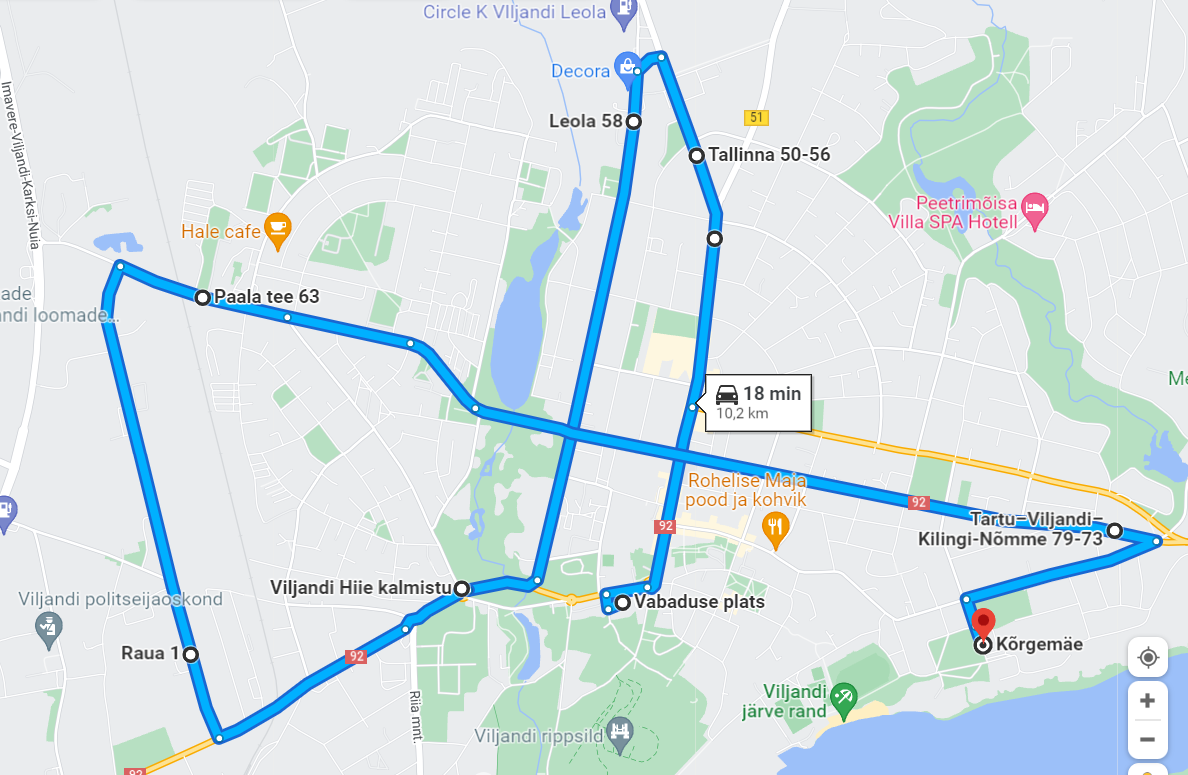 Circle K VIljandi Leola
Decora
Leola 58
51
Tallinna 50-56
Imavere-Viljandi-Karksi-Nuia
Peetrimõisa
Villa SPA Hotell
Hale cafe
Paala tee 63
ade
ndi loomade...
18 min
10,2 km
Me
Rohelise Maja
pood ja kohvik
92
92
Tartu–Viljandi–
Kilingi-Nõmme 79-73
Viljandi Hiie kalmistu
Vabaduse plats
Viljandi politseijaoskond
Raua 1
92
Kõrgemäe
Riia mnt.
Viljandi
järve rand
Viljandi rippsild
92